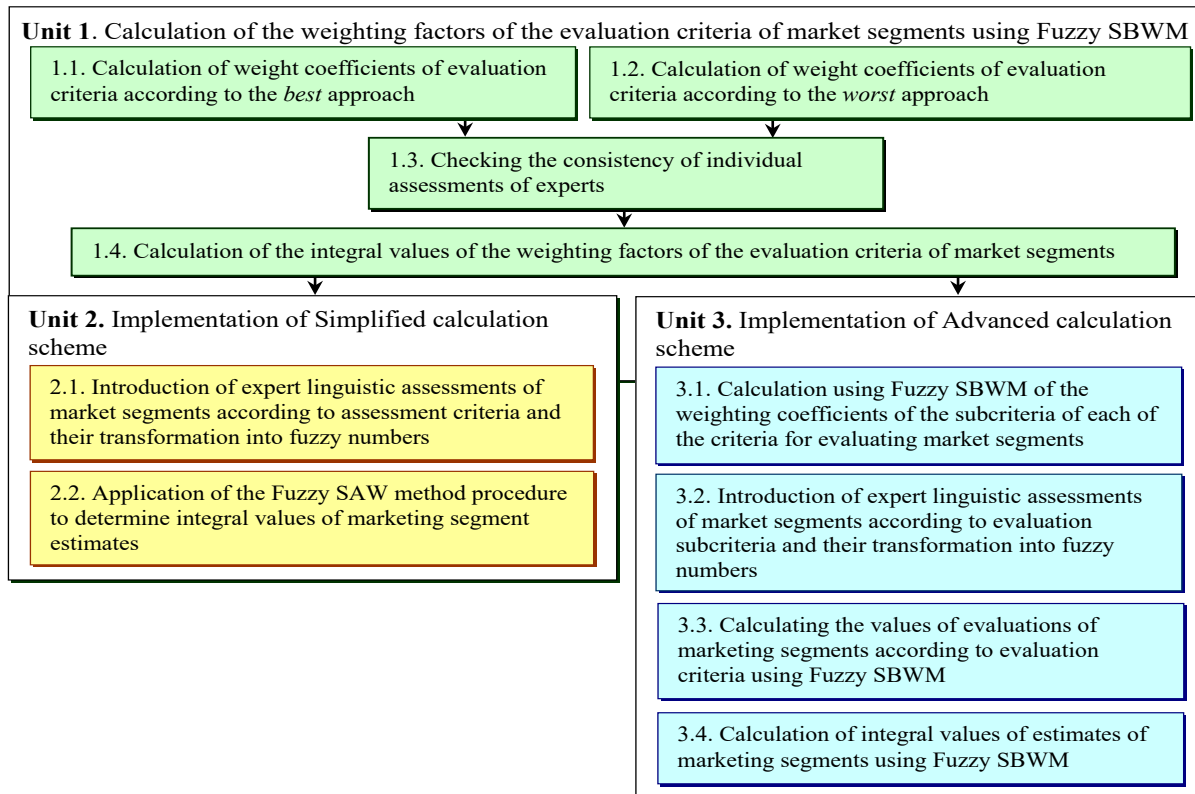 Unit 1. Calculation of the weighting factors of the evaluation criteria of market segments using Fuzzy SBWM
1.1. Calculation of weight coefficients of evaluation
criteria according to the best approach
1.2. Calculation of weight coefficients of evaluation
criteria according to the worst approach
1.3. Checking the consistency of individual
assessments of experts
1.4. Calculation of the integral values of the weighting factors of the evaluation criteria of market segments
Unit 2. Implementation of Simplified calculation
scheme
2.1. Introduction of expert linguistic assessments of
market segments according to assessment criteria and
their transformation into fuzzy numbers
2.2. Application of the Fuzzy SAW method procedure
to determine integral values of marketing segment
estimates
Unit 3. Implementation of Advanced calculation
scheme
3.1. Calculation using Fuzzy SBWM of the
weighting coefficients of the subcriteria of each of
the criteria for evaluating market segments
3.2. Introduction of expert linguistic assessments
of market segments according to evaluation
subcriteria and their transformation into fuzzy
numbers
3.3. Calculating the values of evaluations of
marketing segments according to evaluation
criteria using Fuzzy SBWM
3.4. Calculation of integral values of estimates of
marketing segments using Fuzzy SBWM